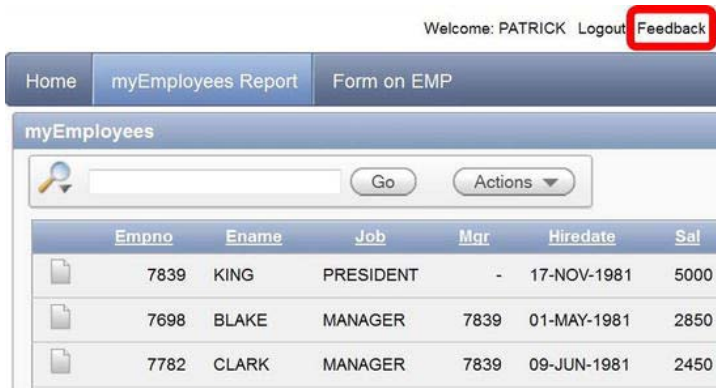 Welcome: PATRICK Logout Feedback
Home myEmployees Report Form on EMP
myEmployees
Go Actions
Empno Ename Job Mgr Hiredate Sal
7839 KING PRESIDENT - 17-NOV-1981 5000
7698 BLAKE MANAGER 7839 01-MAY-1981 2850
7782 CLARK MANAGER 7839 09-JUN-1981 2450